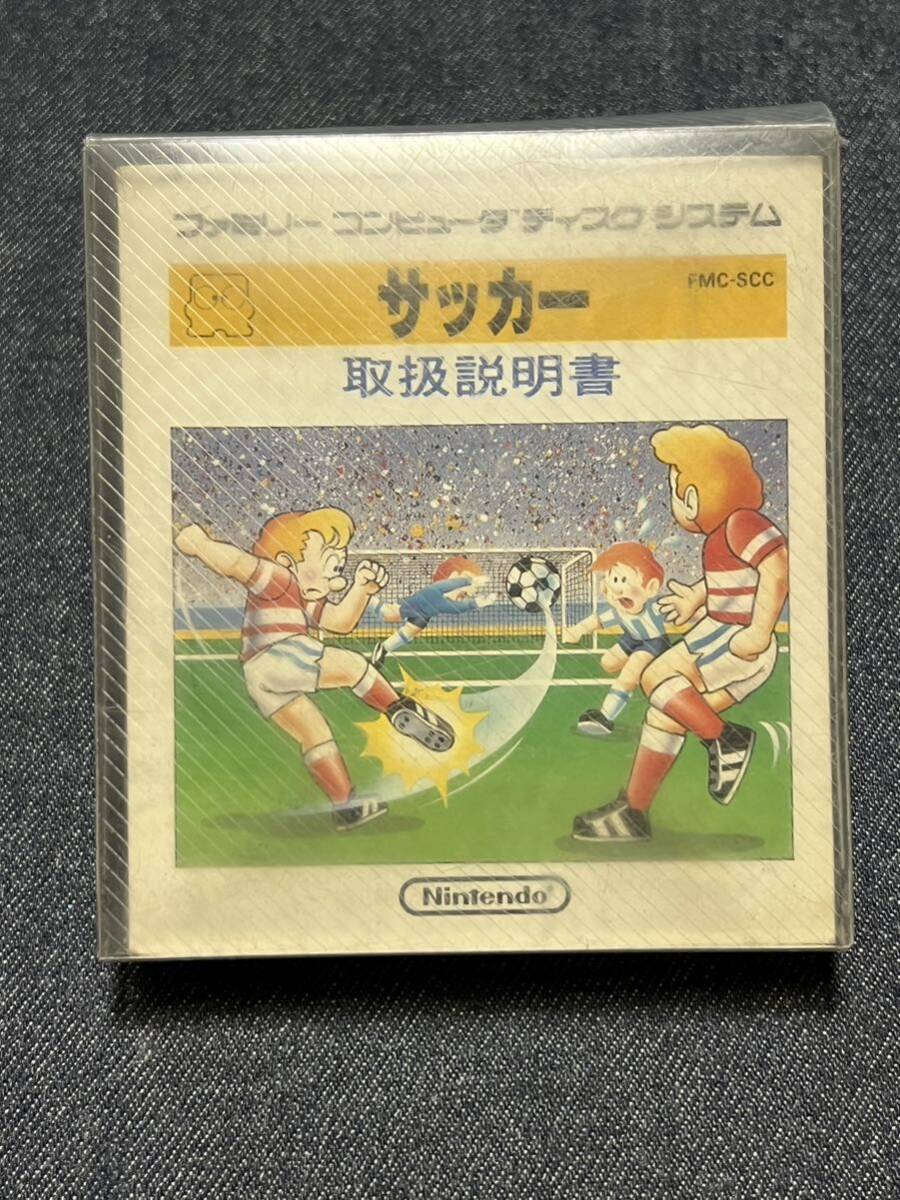 ファミリー コンピュータ ディスク システム
サッカー
FMC-SCC
取扱説明書
Nintendo®